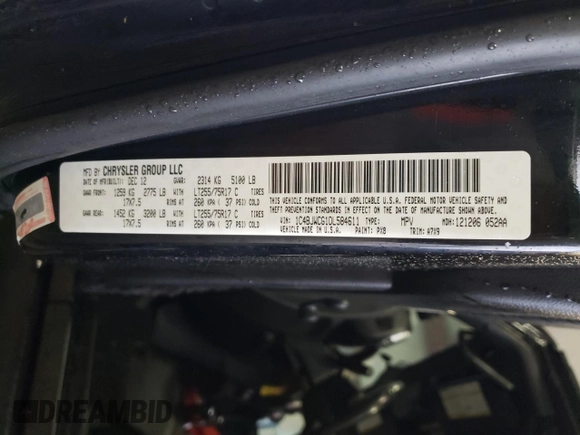 MFD BY CHRYSLER GROUP LLC
DATE OF MFR(BUILT): DEC 12 GVWR: 2314 KG 5100 LB
GAWR FRONT: 1259 KG 2775 LB WITH LT255/75R17 C TIRES
17X7.5 RIMS AT 260 KPA ( 37 PSI) COLD
GAWR REAR: 1452 KG 3200 LB WITH LT255/75R17 C TIRES
17X7.5 RIMS AT 260 KPA ( 37 PSI) COLD
THIS VEHICLE CONFORMS TO ALL APPLICABLE U.S.A. FEDERAL MOTOR VEHICLE SAFETY AND
THEFT PREVENTION STANDARDS IN EFFECT ON THE DATE OF MANUFACTURE SHOWN ABOVE.
VIN: 1C4BJWCG1DL584611 TYPE: MPV MDH: 121206 052AA
VEHICLE MADE IN U.S.A. PAINT: PX8 TRIM: A7X9
DREAMBID